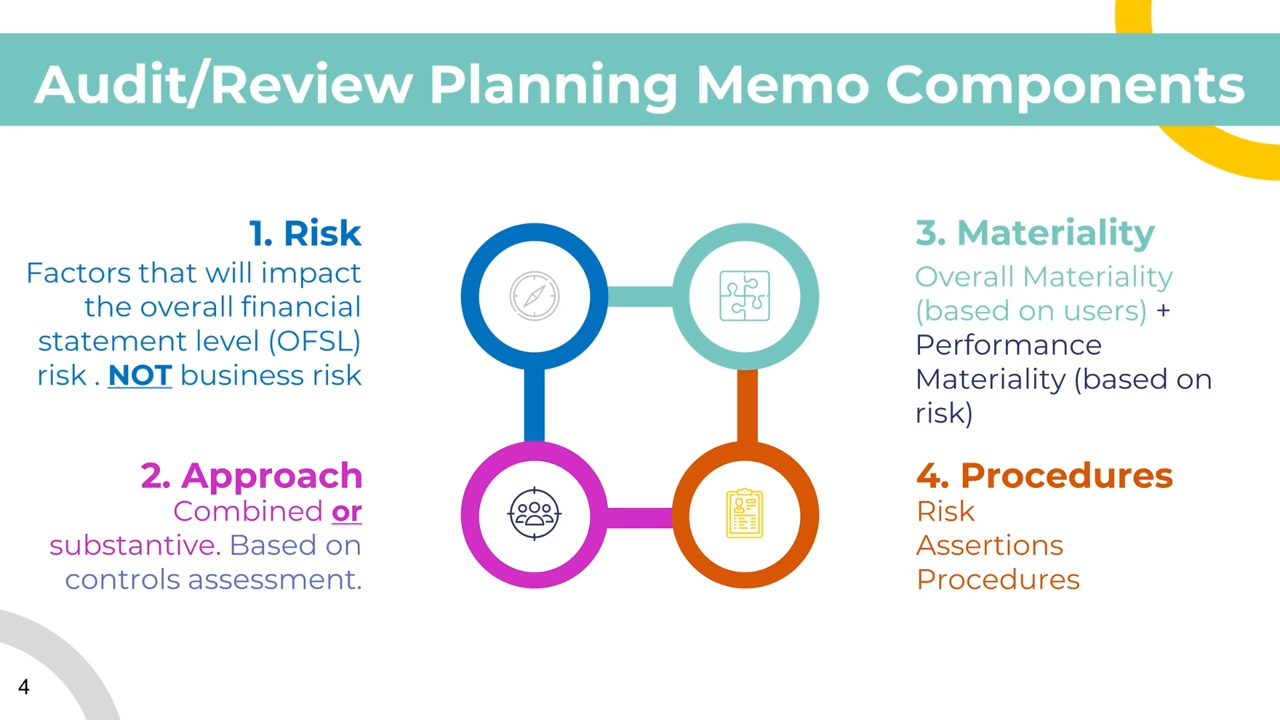 Audit/Review Planning Memo Components
1. Risk
Factors that will impact
the overall financial
statement level (OFSL)
risk . NOT business risk
2. Approach
Combined or
substantive. Based on
controls assessment.
3. Materiality
Overall Materiality
(based on users) +
Performance
Materiality (based on
risk)
4. Procedures
Risk
Assertions
Procedures
4